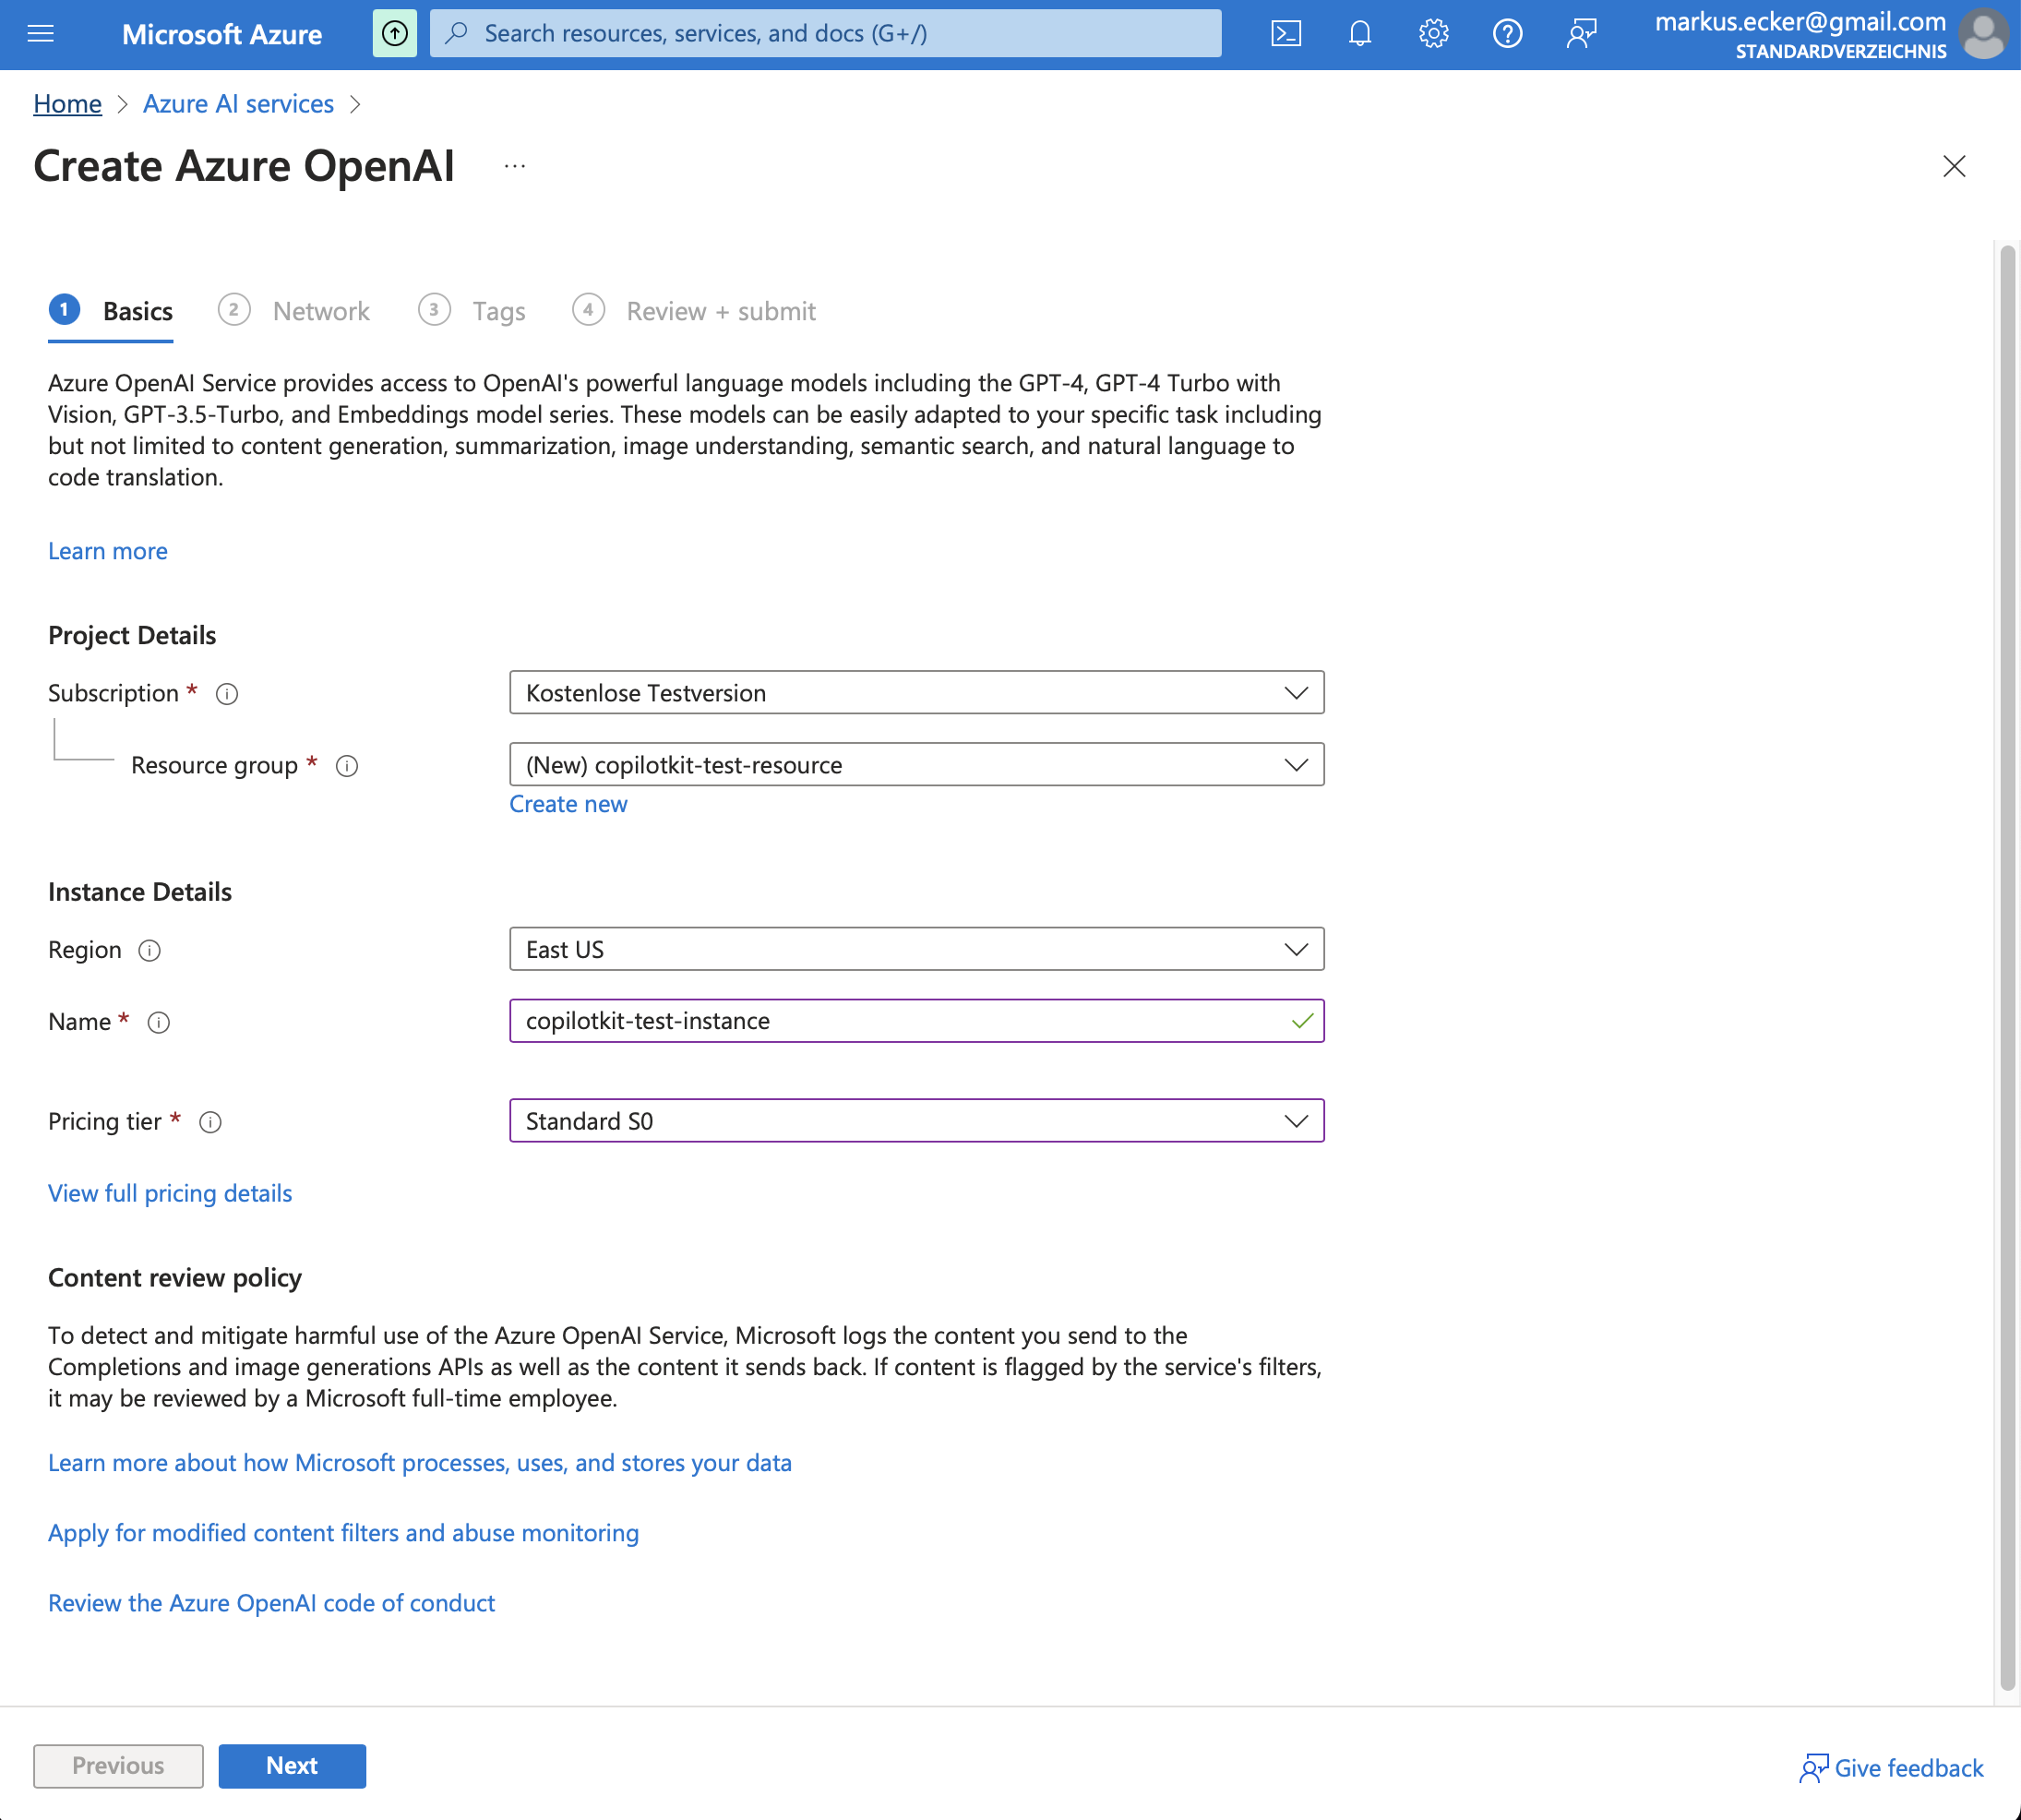 Microsoft Azure
Search resources, services, and docs (G+/)
markus.ecker@gmail.com
STANDARDVERZEICHNIS
Home > Azure AI services >
Create Azure OpenAI ...
1 Basics 2 Network 3 Tags 4 Review + submit
Azure OpenAI Service provides access to OpenAI's powerful language models including the GPT-4, GPT-4 Turbo with
Vision, GPT-3.5-Turbo, and Embeddings model series. These models can be easily adapted to your specific task including
but not limited to content generation, summarization, image understanding, semantic search, and natural language to
code translation.
Learn more
Project Details
Subscription * Kostenlose Testversion
Resource group * (New) copilotkit-test-resource
Create new
Instance Details
Region East US
Name * copilotkit-test-instance
Pricing tier * Standard S0
View full pricing details
Content review policy
To detect and mitigate harmful use of the Azure OpenAI Service, Microsoft logs the content you send to the
Completions and image generations APIs as well as the content it sends back. If content is flagged by the service's filters,
it may be reviewed by a Microsoft full-time employee.
Learn more about how Microsoft processes, uses, and stores your data
Apply for modified content filters and abuse monitoring
Review the Azure OpenAI code of conduct
Previous Next Give feedback